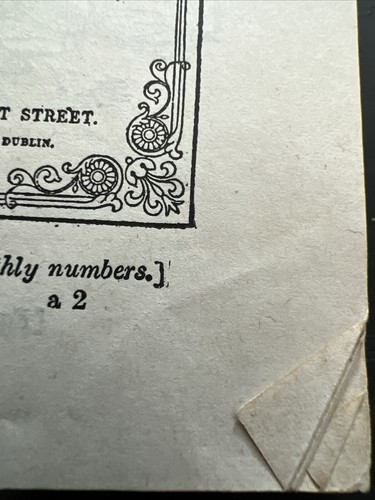 T STREET.
DUBLIN.
hly numbers.]
a 2